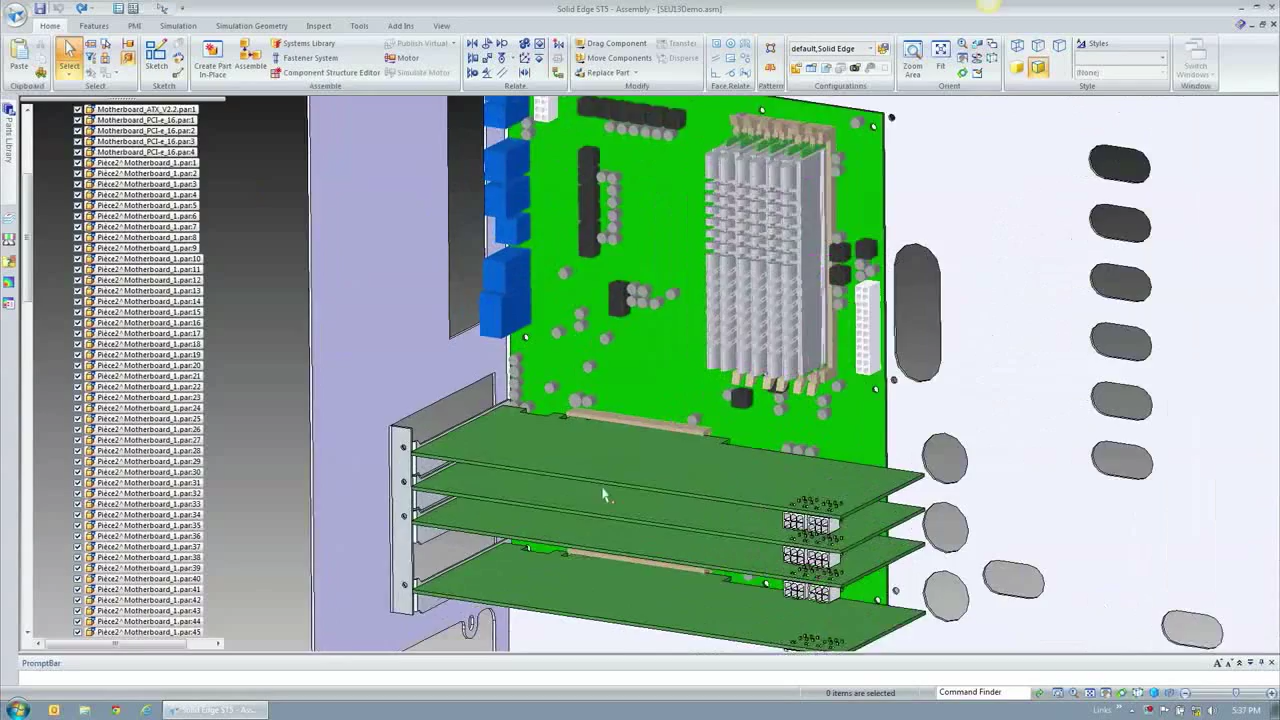 Solid Edge ST5 - Assembly - [SEU13Demo.asm]
Home Features PMI Simulation Simulation Geometry Inspect Tools Add Ins View
Paste
Clipboard
Select
Select
Sketch
Sketch
Create Part In-Place
Assemble
Systems Library
Fastener System
Component Structure Editor
Publish Virtual
Motor
Simulate Motor
Assemble
Relate
Drag Component
Move Component
Replace Part
Transfer
Disperse
Modify
Face Relate
Pattern
Pattern
default,Solid Edge
Configurations
Zoom Area
Fit
Orient
Styles
(None)
Style
Switch Windows
Window
Parts Library
Motherboard_ATX_V2.2.par:1
Motherboard_PCI-e_16.par:1
Motherboard_PCI-e_16.par:2
Motherboard_PCI-e_16.par:3
Motherboard_PCI-e_16.par:4
Pièce2^Motherboard_1.par:1
Pièce2^Motherboard_1.par:2
Pièce2^Motherboard_1.par:3
Pièce2^Motherboard_1.par:4
Pièce2^Motherboard_1.par:5
Pièce2^Motherboard_1.par:6
Pièce2^Motherboard_1.par:7
Pièce2^Motherboard_1.par:8
Pièce2^Motherboard_1.par:9
Pièce2^Motherboard_1.par:10
Pièce2^Motherboard_1.par:11
Pièce2^Motherboard_1.par:12
Pièce2^Motherboard_1.par:13
Pièce2^Motherboard_1.par:14
Pièce2^Motherboard_1.par:15
Pièce2^Motherboard_1.par:16
Pièce2^Motherboard_1.par:17
Pièce2^Motherboard_1.par:18
Pièce2^Motherboard_1.par:19
Pièce2^Motherboard_1.par:20
Pièce2^Motherboard_1.par:21
Pièce2^Motherboard_1.par:22
Pièce2^Motherboard_1.par:23
Pièce2^Motherboard_1.par:24
Pièce2^Motherboard_1.par:25
Pièce2^Motherboard_1.par:26
Pièce2^Motherboard_1.par:27
Pièce2^Motherboard_1.par:28
Pièce2^Motherboard_1.par:29
Pièce2^Motherboard_1.par:30
Pièce2^Motherboard_1.par:31
Pièce2^Motherboard_1.par:32
Pièce2^Motherboard_1.par:33
Pièce2^Motherboard_1.par:34
Pièce2^Motherboard_1.par:35
Pièce2^Motherboard_1.par:36
Pièce2^Motherboard_1.par:37
Pièce2^Motherboard_1.par:38
Pièce2^Motherboard_1.par:39
Pièce2^Motherboard_1.par:40
Pièce2^Motherboard_1.par:41
Pièce2^Motherboard_1.par:42
Pièce2^Motherboard_1.par:43
Pièce2^Motherboard_1.par:44
Pièce2^Motherboard_1.par:45
PromptBar
0 items are selected
Command Finder
Solid Edge ST5 - Ass...
Links
5:37 PM